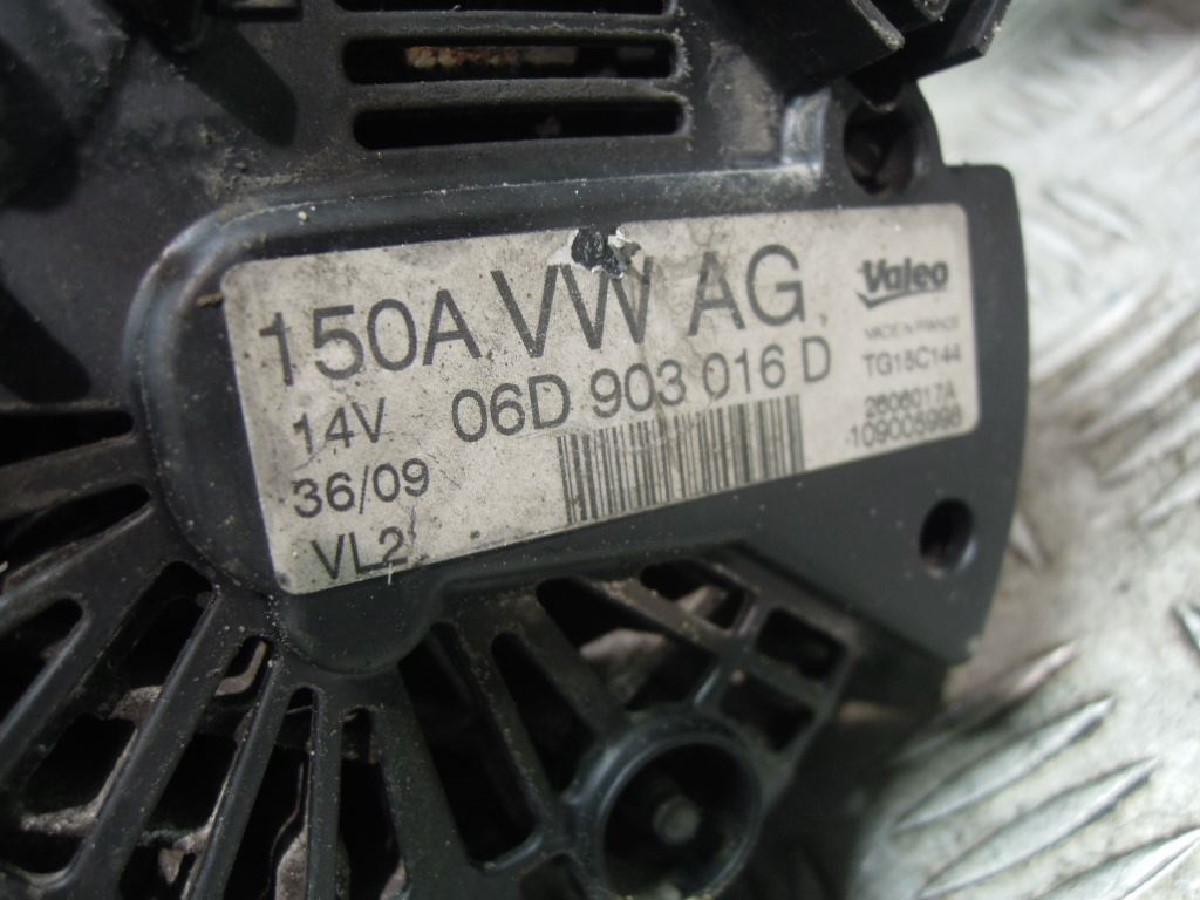 150A VW AG
14V 06D 903 016 D
36/09
VL2
Valeo
MADE IN FRANCE
TG15C144
2606017A
-109005996